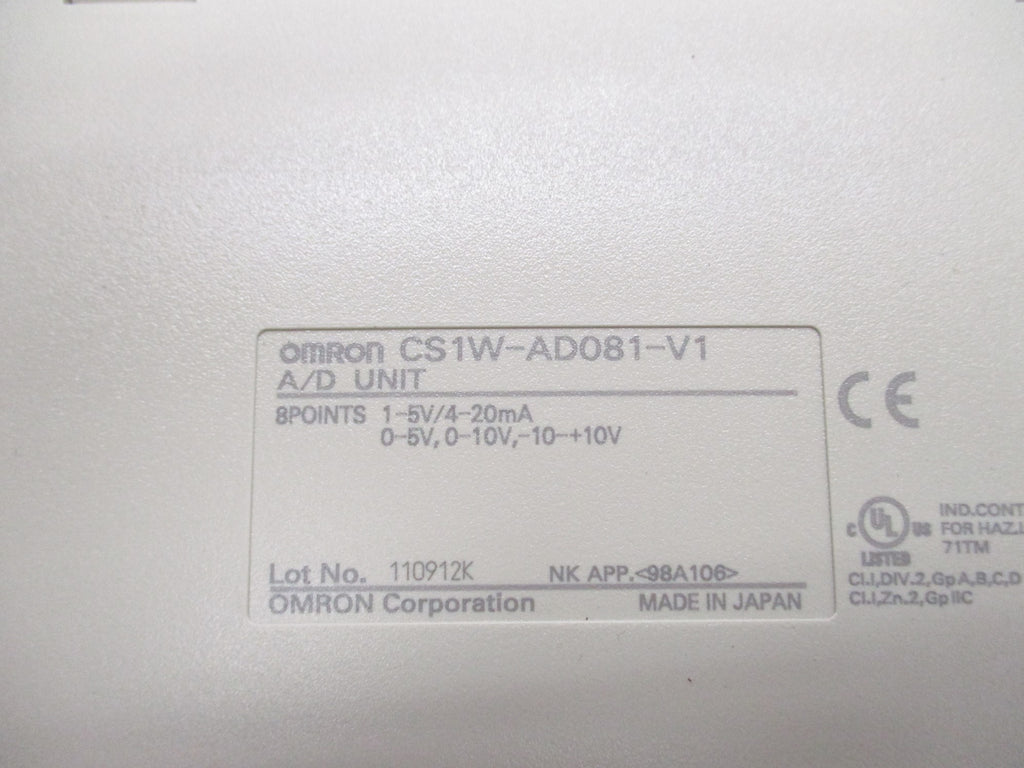 OMRON CS1W-AD081-V1
A/D UNIT
8POINTS 1-5V/4-20mA
0-5V, 0-10V, -10-+10V
Lot No. 110912K NK APP.<98A106>
OMRON Corporation MADE IN JAPAN
CE
C UL US LISTED
IND.CONT
FOR HAZ.L
71TM
Cl.I,DIV.2,Gp A,B,C,D
Cl.I,Zn.2,Gp IIC